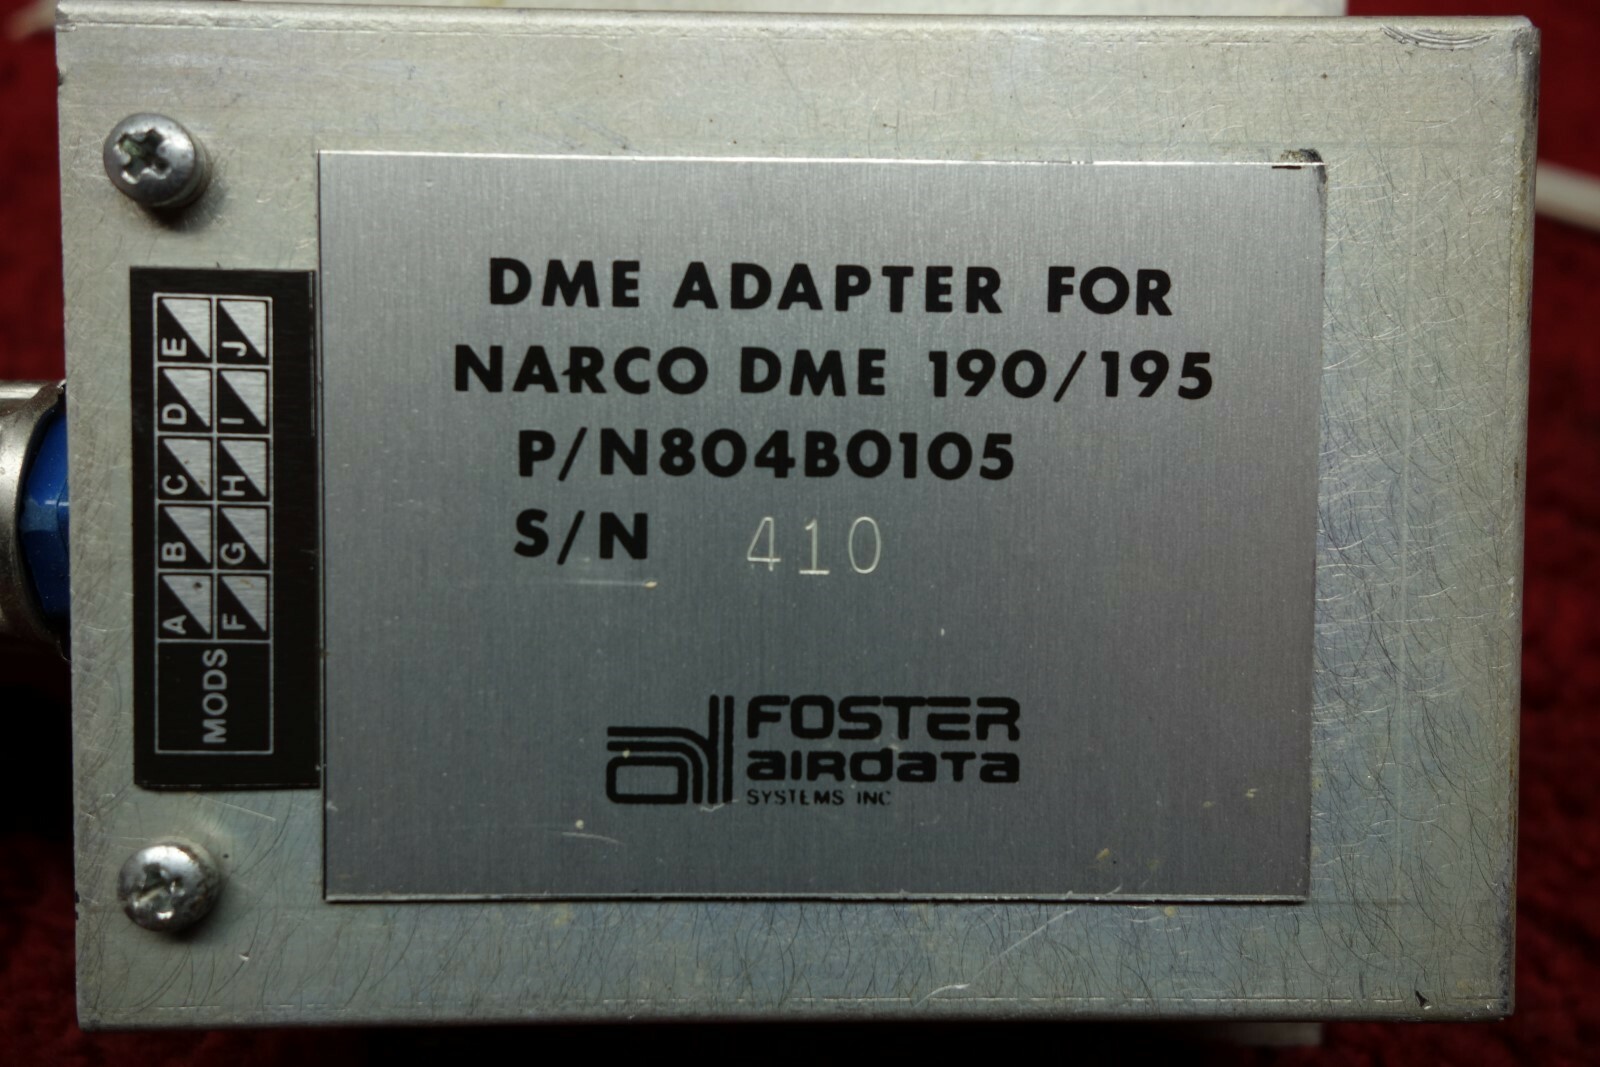 DME ADAPTER FOR
NARCO DME 190/195
P/N804B0105
S/N 410
FOSTER
AIRDATA
SYSTEMS INC
MODS
A B C D E
F G H I J